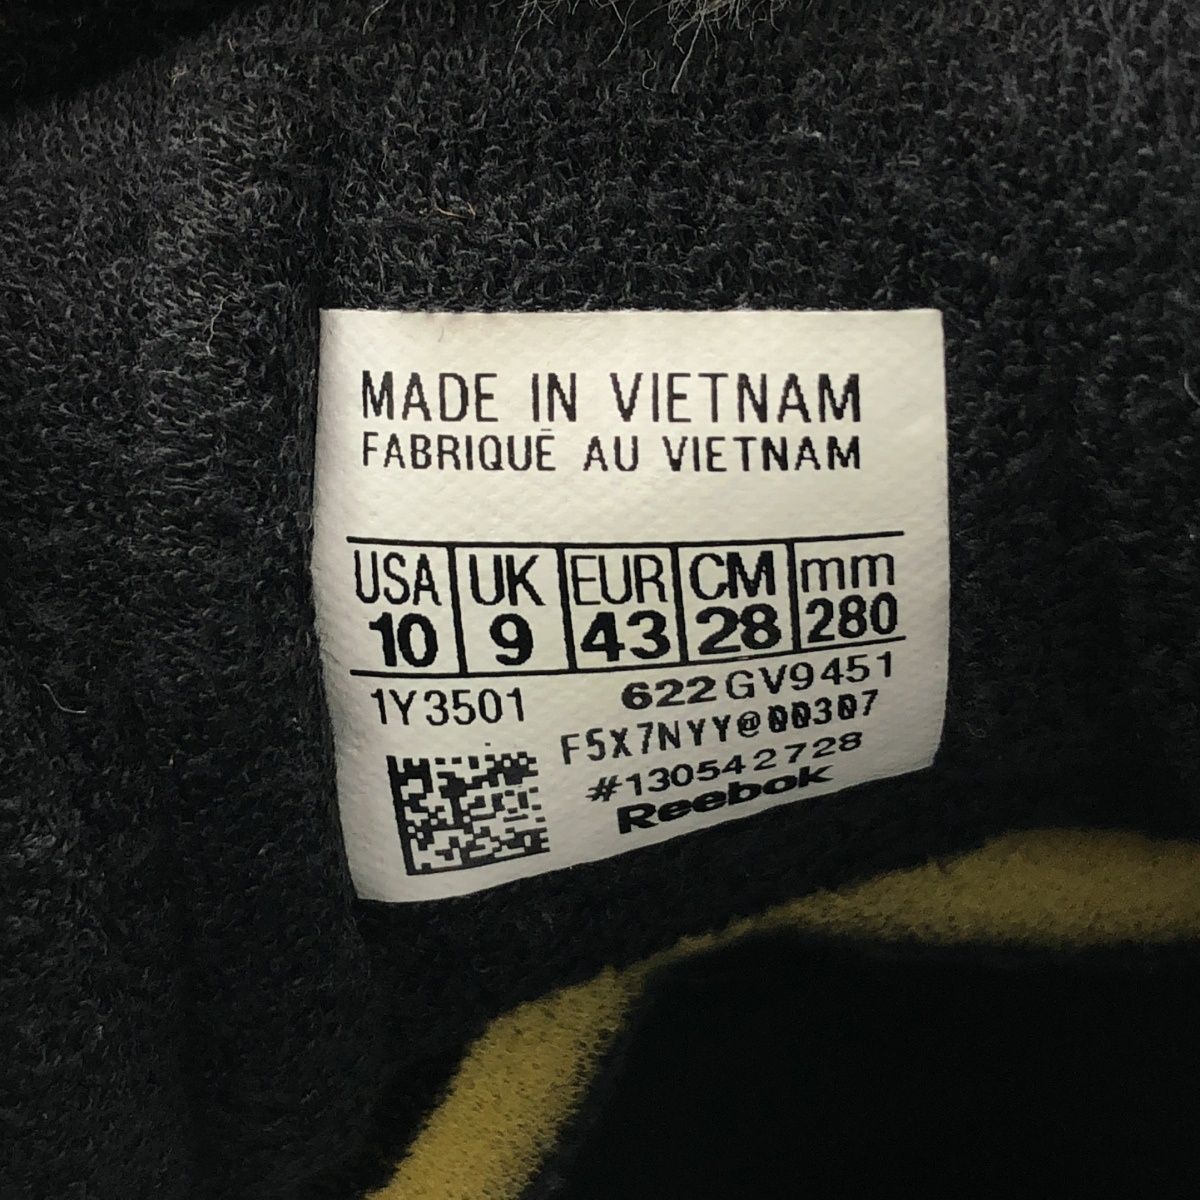 MADE IN VIETNAM
FABRIQUÉ AU VIETNAM
USA UK EUR CM mm
10 9 43 28 280
1Y3501 622GV9451
F5X7NYY@00307
#130542728
Reebok